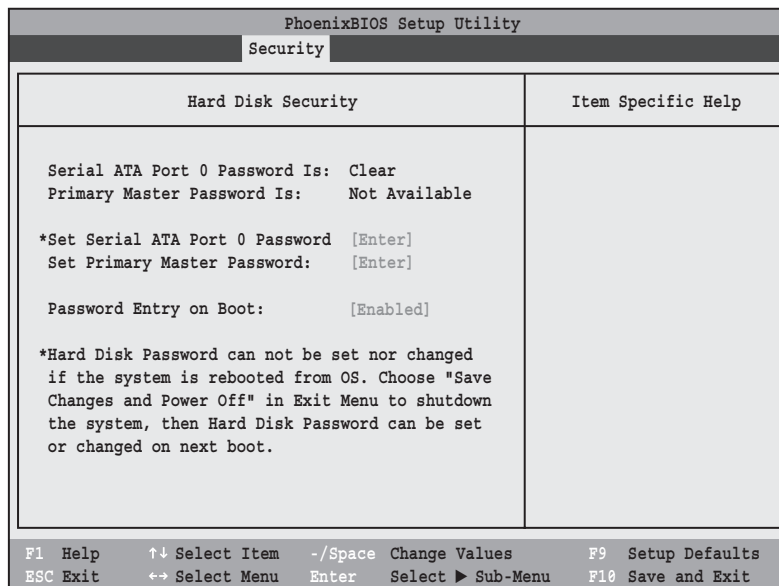 PhoenixBIOS Setup Utility
Security
Hard Disk Security
Item Specific Help
Serial ATA Port 0 Password Is: Clear
Primary Master Password Is: Not Available
*Set Serial ATA Port 0 Password [Enter]
Set Primary Master Password: [Enter]
Password Entry on Boot: [Enabled]
*Hard Disk Password can not be set nor changed
if the system is rebooted from OS. Choose "Save
Changes and Power Off" in Exit Menu to shutdown
the system, then Hard Disk Password can be set
or changed on next boot.
F1 Help ↑↓ Select Item -/Space Change Values F9 Setup Defaults
ESC Exit ←→ Select Menu Enter Select ▶ Sub-Menu F10 Save and Exit